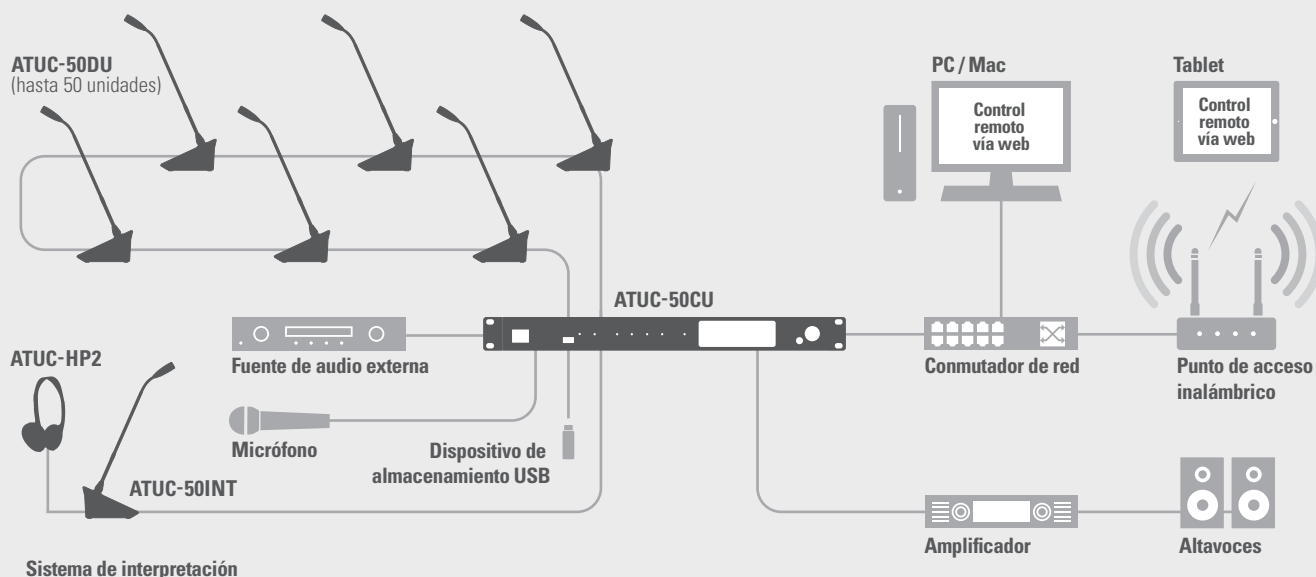 ATUC-50DU
(hasta 50 unidades)
PC / Mac
Control
remoto
vía web
Tablet
Control
remoto
vía web
ATUC-50CU
Fuente de audio externa
Conmutador de red
Punto de acceso
inalámbrico
ATUC-HP2
Micrófono
Dispositivo de
almacenamiento USB
ATUC-50INT
Amplificador
Altavoces
Sistema de interpretación